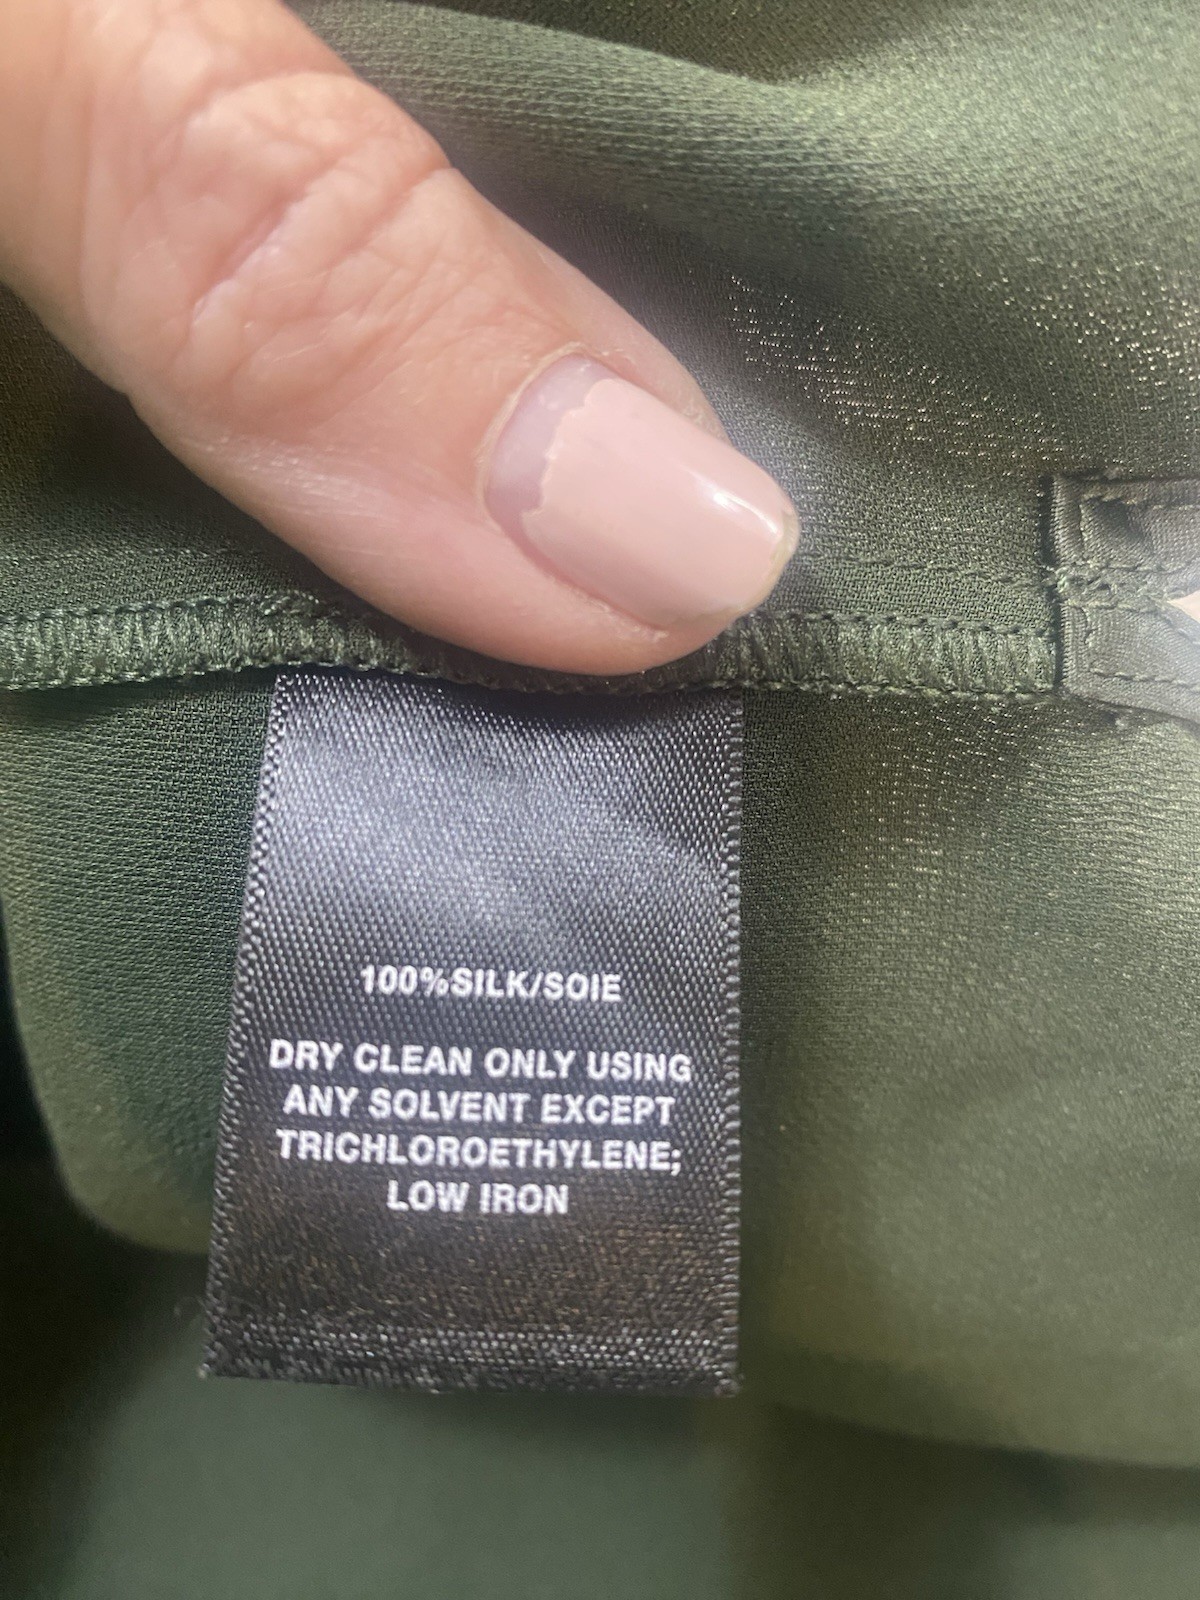 100%SILK/SOIE
DRY CLEAN ONLY USING
ANY SOLVENT EXCEPT
TRICHLOROETHYLENE;
LOW IRON